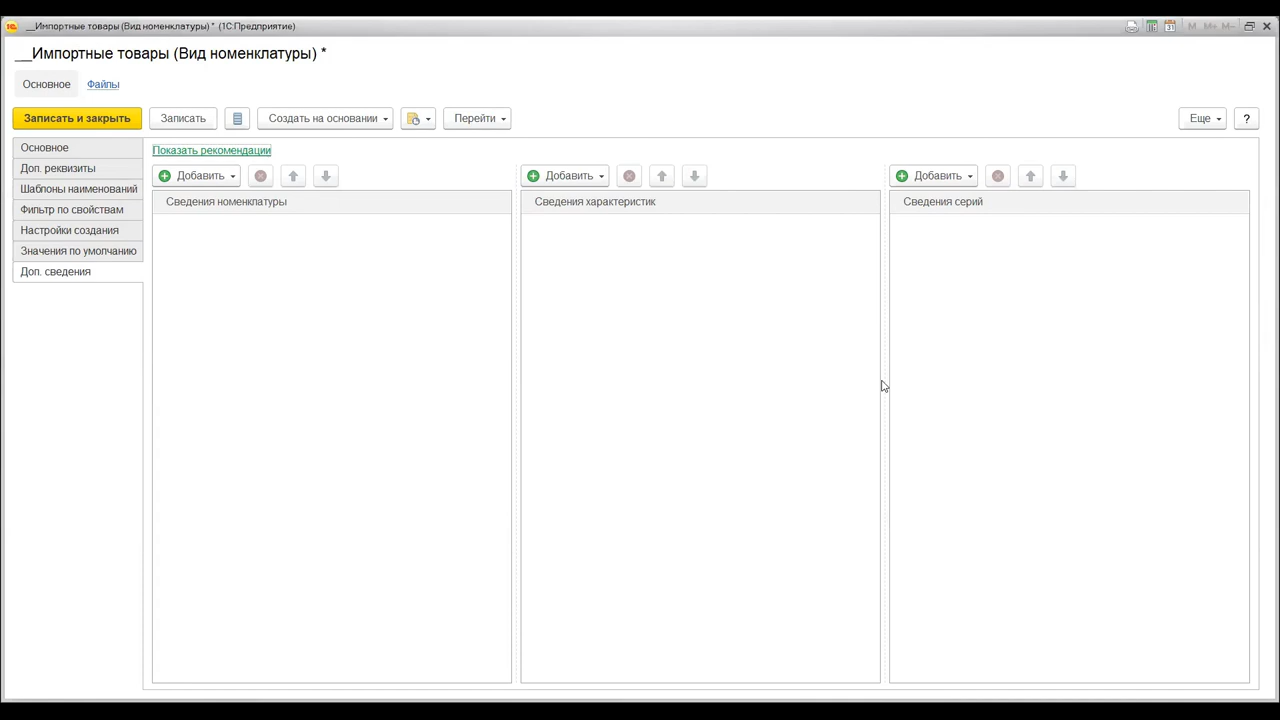 __Импортные товары (Вид номенклатуры) * (1С:Предприятие)
M M+ M-
__Импортные товары (Вид номенклатуры) *
Основное Файлы
Записать и закрыть Записать Создать на основании Перейти Еще ?
Основное
Доп. реквизиты
Шаблоны наименований
Фильтр по свойствам
Настройки создания
Значения по умолчанию
Доп. сведения
Показать рекомендации
Добавить Добавить Добавить
Сведения номенклатуры Сведения характеристик Сведения серий